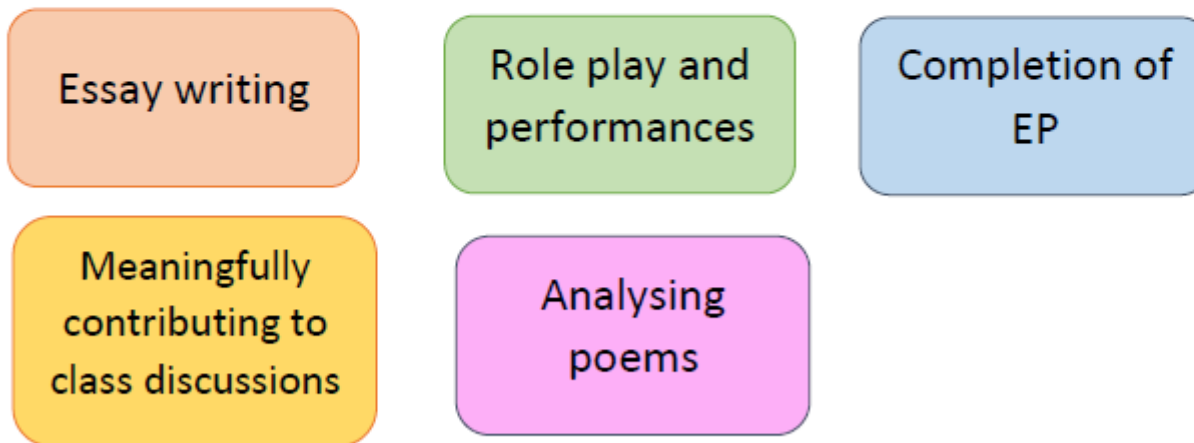 Essay writing
Role play and
performances
Completion of
EP
Meaningfully
contributing to
class discussions
Analysing
poems